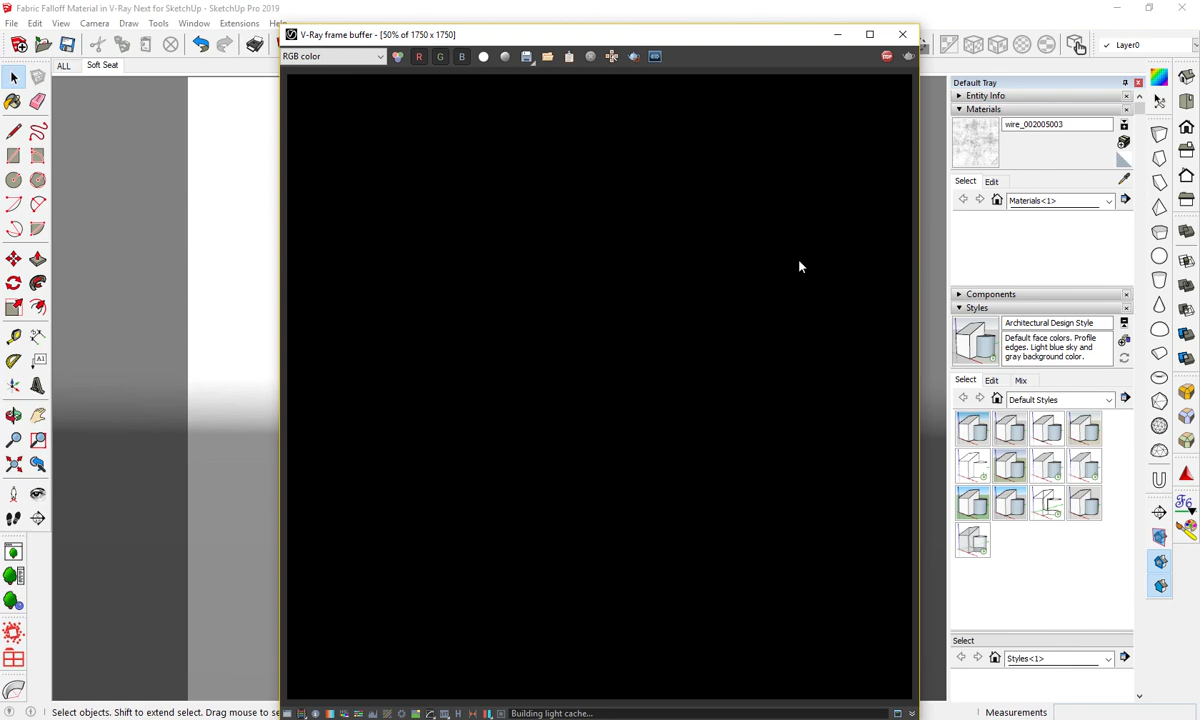 Fabric Falloff Material in V-Ray Next for SketchUp - SketchUp Pro 2019
File Edit View Camera Draw Tools Window Extensions Help
V-Ray frame buffer - [50% of 1750 x 1750]
RGB color
R G B
Layer0
ALL Soft Seat
Default Tray
Entity Info
Materials
wire_002005003
Select Edit
Materials<1>
Components
Styles
Architectural Design Style
Default face colors. Profile
edges. Light blue sky and
gray background color.
Select Edit Mix
Default Styles
Select
Styles<1>
Building light cache...
Select objects. Shift to extend select. Drag mouse to se
Measurements